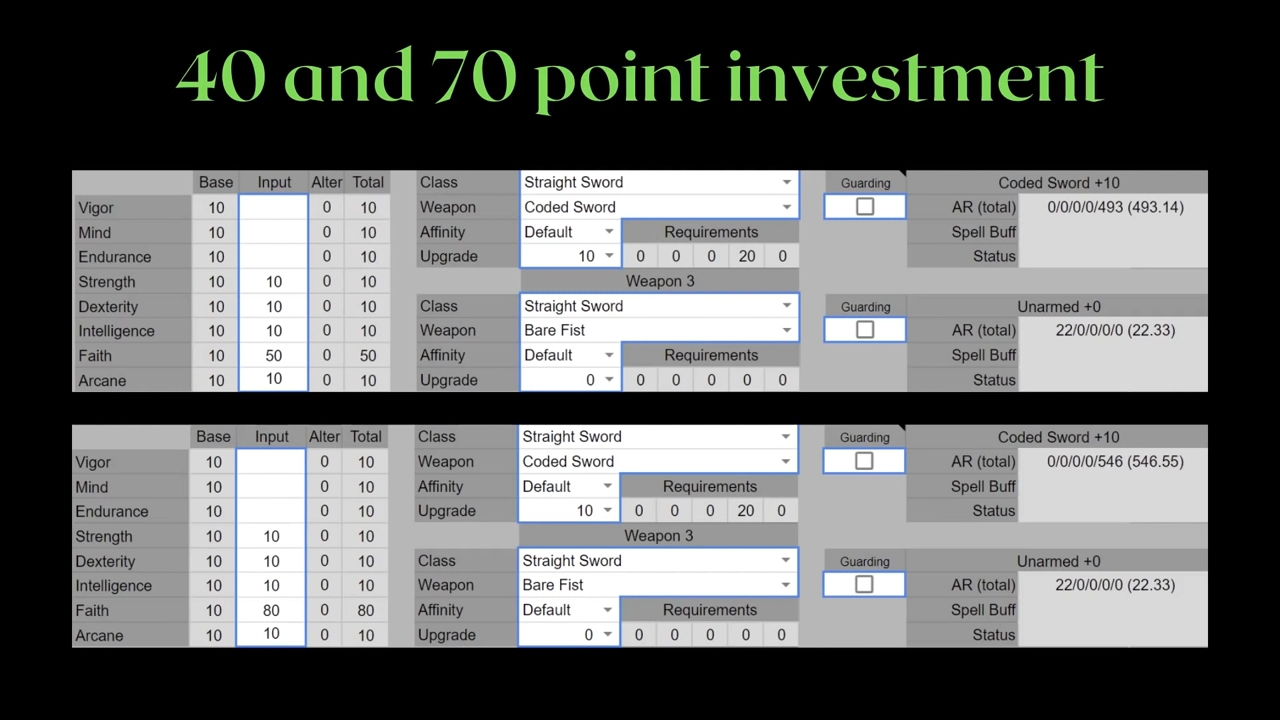 40 and 70 point investment
Base Input Alter Total Class Straight Sword Guarding Coded Sword +10
Vigor 10 0 10 Weapon Coded Sword AR (total) 0/0/0/0/493 (493.14)
Mind 10 0 10 Affinity Default Requirements Spell Buff
Endurance 10 0 10 Upgrade 10 0 0 0 20 0 Status
Strength 10 10 0 10 Weapon 3
Dexterity 10 10 0 10 Class Straight Sword Guarding Unarmed +0
Intelligence 10 10 0 10 Weapon Bare Fist AR (total) 22/0/0/0/0 (22.33)
Faith 10 50 0 50 Affinity Default Requirements Spell Buff
Arcane 10 10 0 10 Upgrade 0 0 0 0 0 0 Status
Base Input Alter Total Class Straight Sword Guarding Coded Sword +10
Vigor 10 0 10 Weapon Coded Sword AR (total) 0/0/0/0/546 (546.55)
Mind 10 0 10 Affinity Default Requirements Spell Buff
Endurance 10 0 10 Upgrade 10 0 0 0 20 0 Status
Strength 10 10 0 10 Weapon 3
Dexterity 10 10 0 10 Class Straight Sword Guarding Unarmed +0
Intelligence 10 10 0 10 Weapon Bare Fist AR (total) 22/0/0/0/0 (22.33)
Faith 10 80 0 80 Affinity Default Requirements Spell Buff
Arcane 10 10 0 10 Upgrade 0 0 0 0 0 0 Status